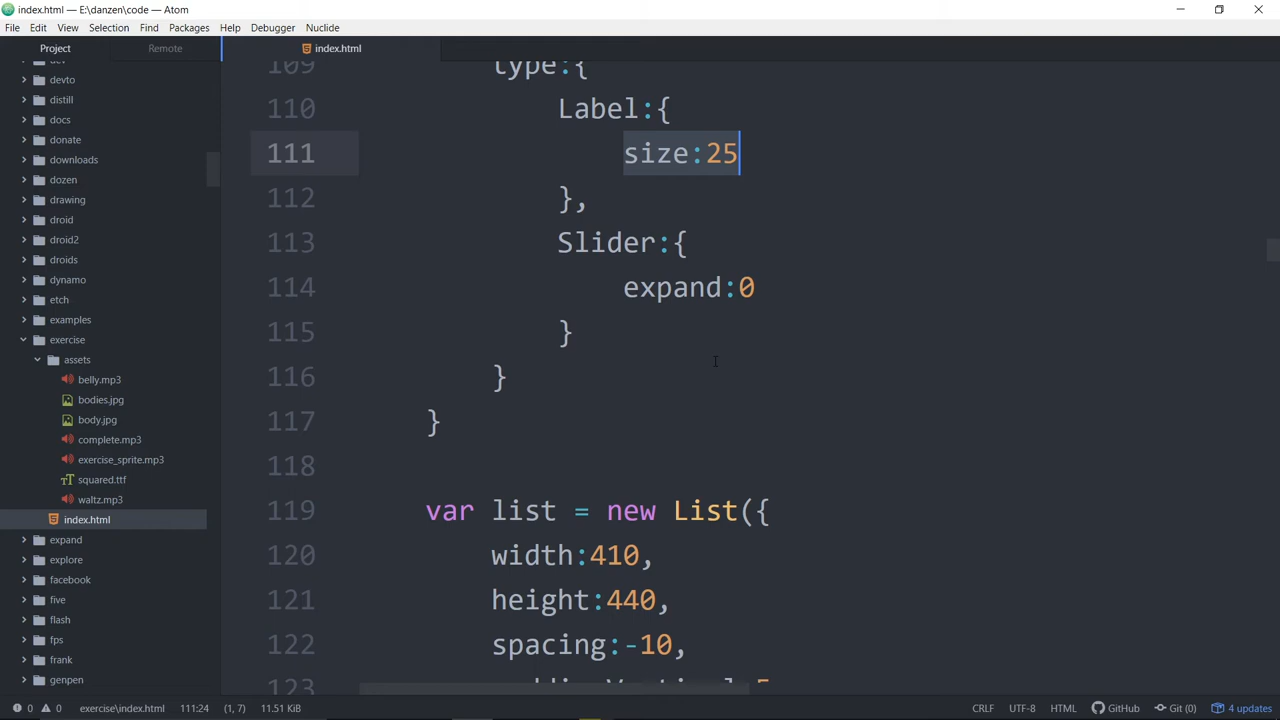 index.html — E:\danzen\code — Atom
File Edit View Selection Find Packages Help Debugger Nuclide
Project Remote index.html
devto
distill
docs
donate
downloads
dozen
drawing
droid
droid2
droids
dynamo
etch
examples
exercise
assets
belly.mp3
bodies.jpg
body.jpg
complete.mp3
exercise_sprite.mp3
squared.ttf
waltz.mp3
index.html
expand
explore
facebook
five
flash
fps
frank
genpen
109 type:{
110 Label:{
111 size:25
112 },
113 Slider:{
114 expand:0
115 }
116 }
117 }
118
119 var list = new List({
120 width:410,
121 height:440,
122 spacing:-10,
123
0 0 exercise\index.html 111:24 (1, 7) 11.51 KiB CRLF UTF-8 HTML GitHub Git (0) 4 updates